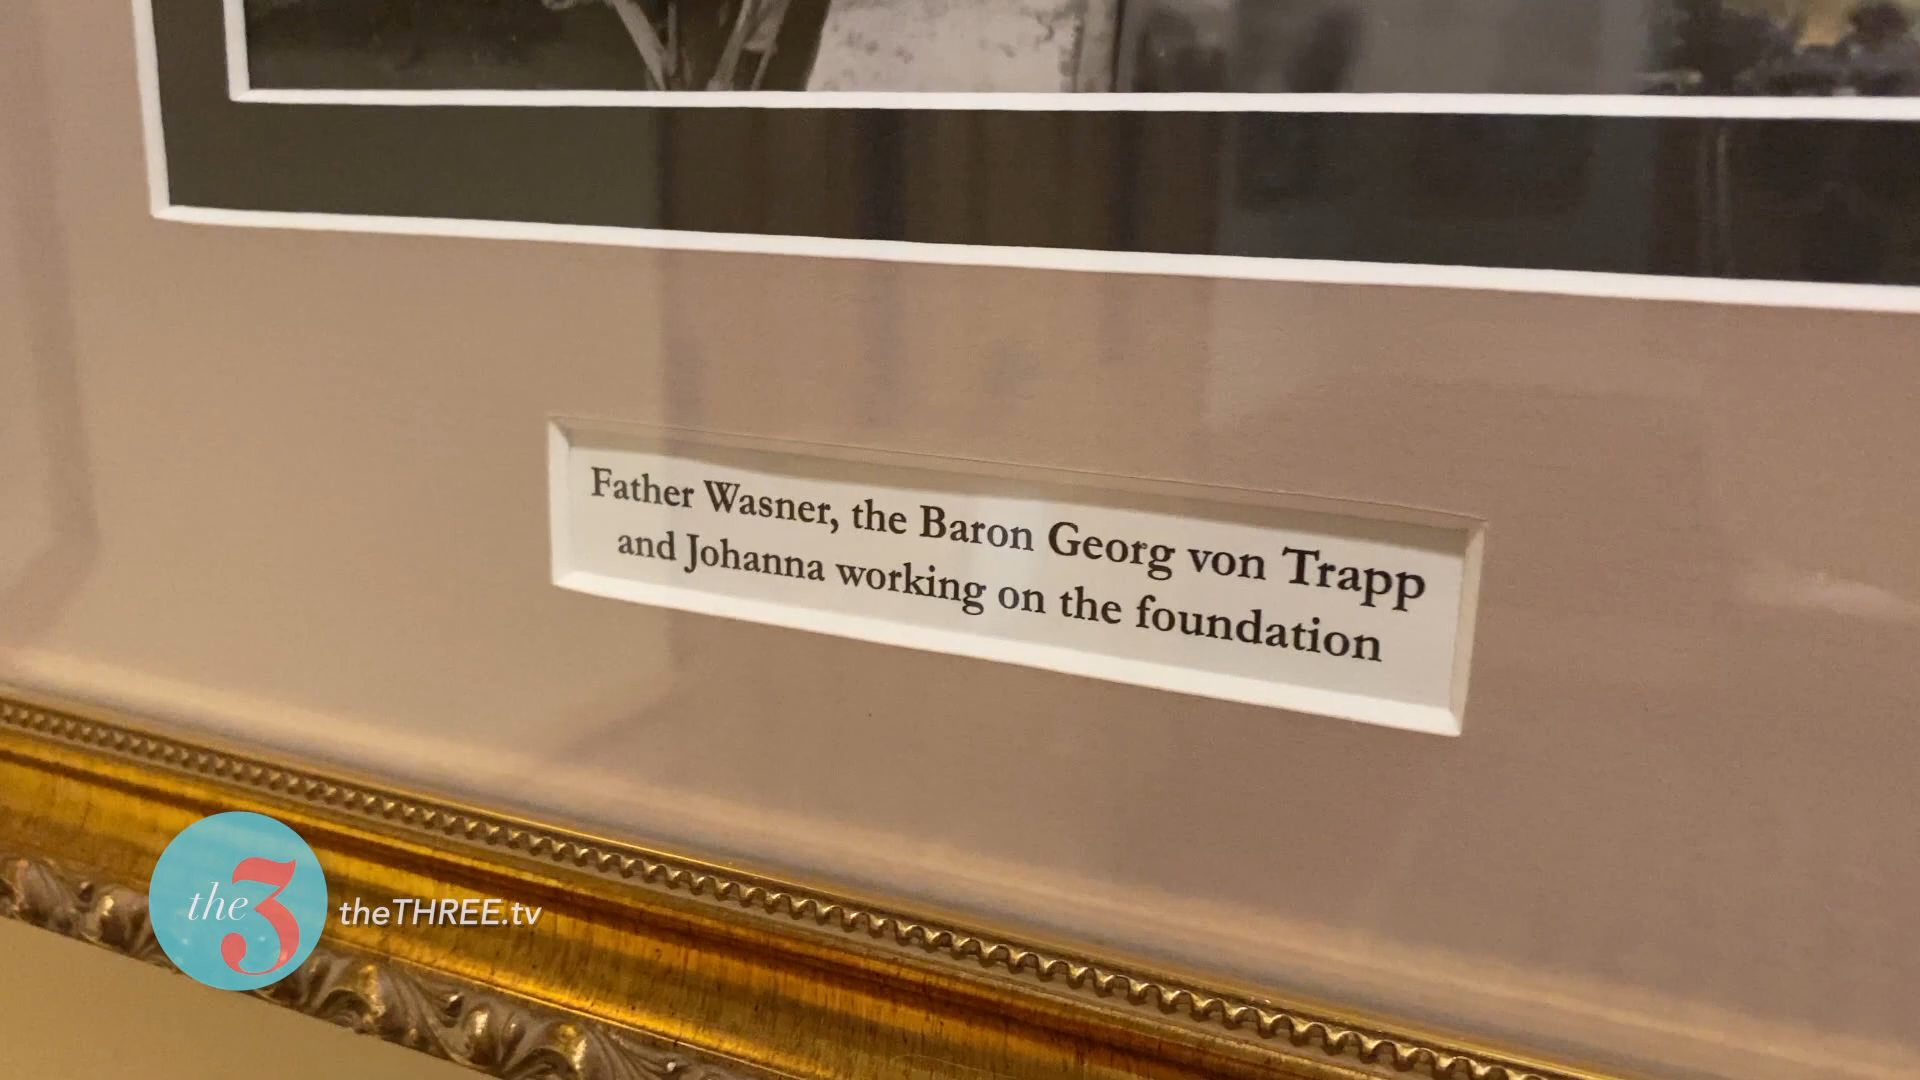 Father Wasner, the Baron Georg von Trapp
and Johanna working on the foundation
the3
theTHREE.tv